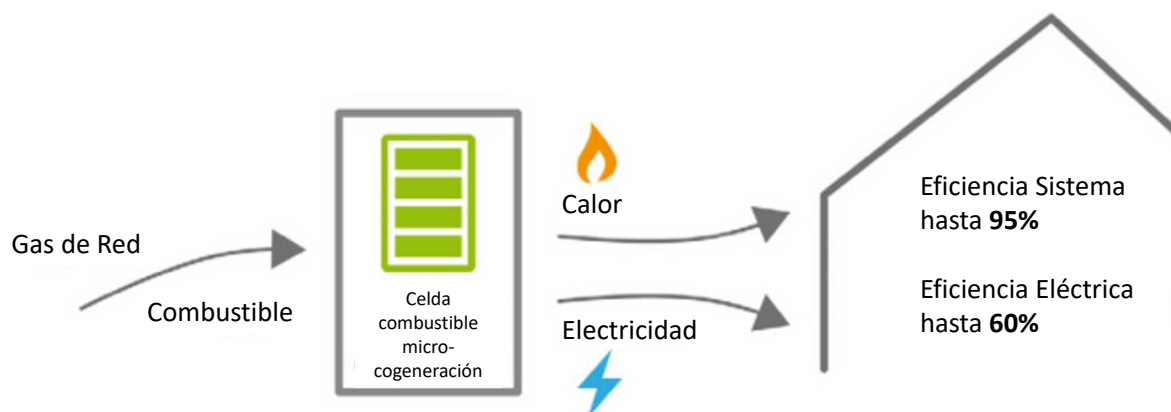 Gas de Red
Combustible
Celda
combustible
micro-
cogeneración
Calor
Electricidad
Eficiencia Sistema
hasta 95%
Eficiencia Eléctrica
hasta 60%